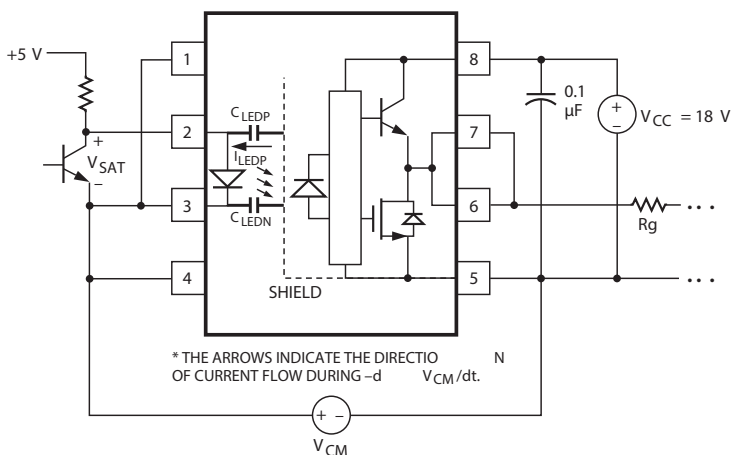 +5 V
1
8
0.1
µF
+
–
V CC = 18 V
C LEDP
2
7
+
V SAT
–
I LEDP
3
6
C LEDN
Rg
...
4
5
...
SHIELD
* THE ARROWS INDICATE THE DIRECTIO N
OF CURRENT FLOW DURING –d V CM /dt.
+ –
V CM